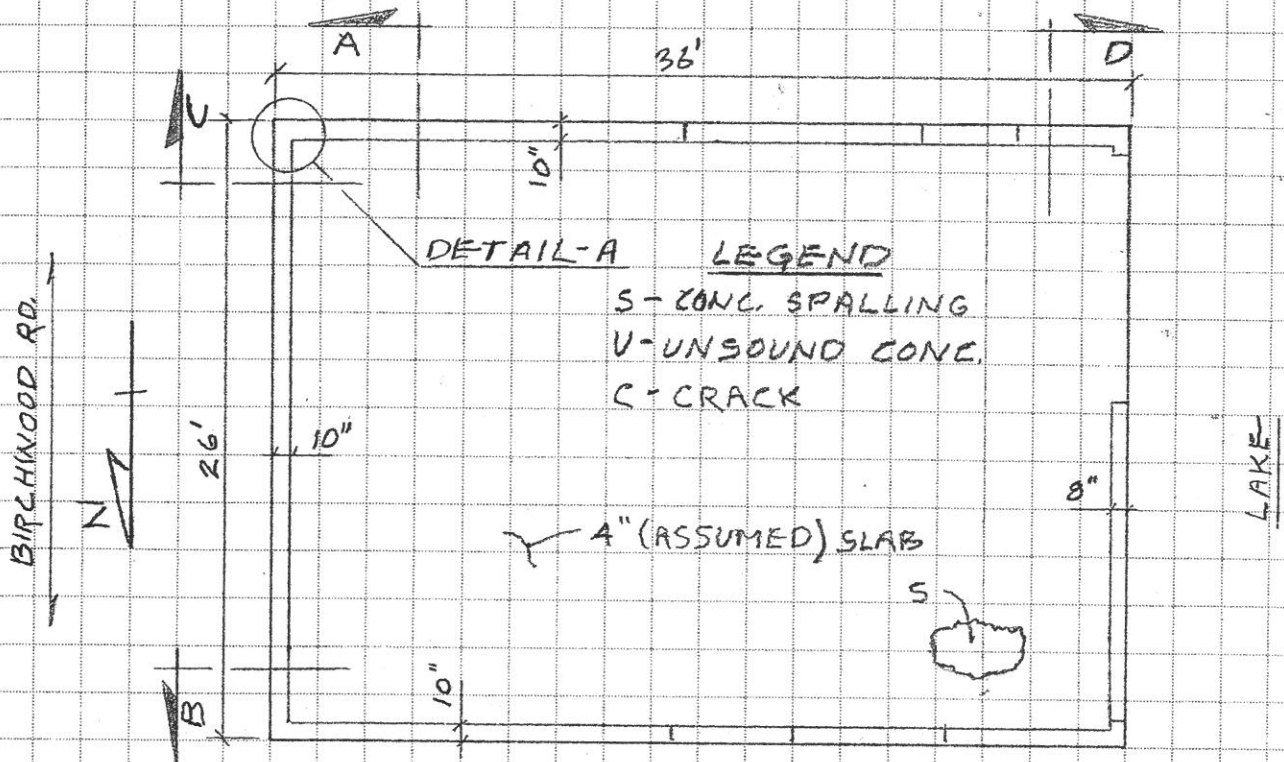 A
D
36'
C
10"
DETAIL-A
LEGEND
S - CONC. SPALLING
U - UNSOUND CONC.
C - CRACK
BIRCHWOOD RD.
N
26'
10"
8"
LAKE
4" (ASSUMED) SLAB
S
10"
B